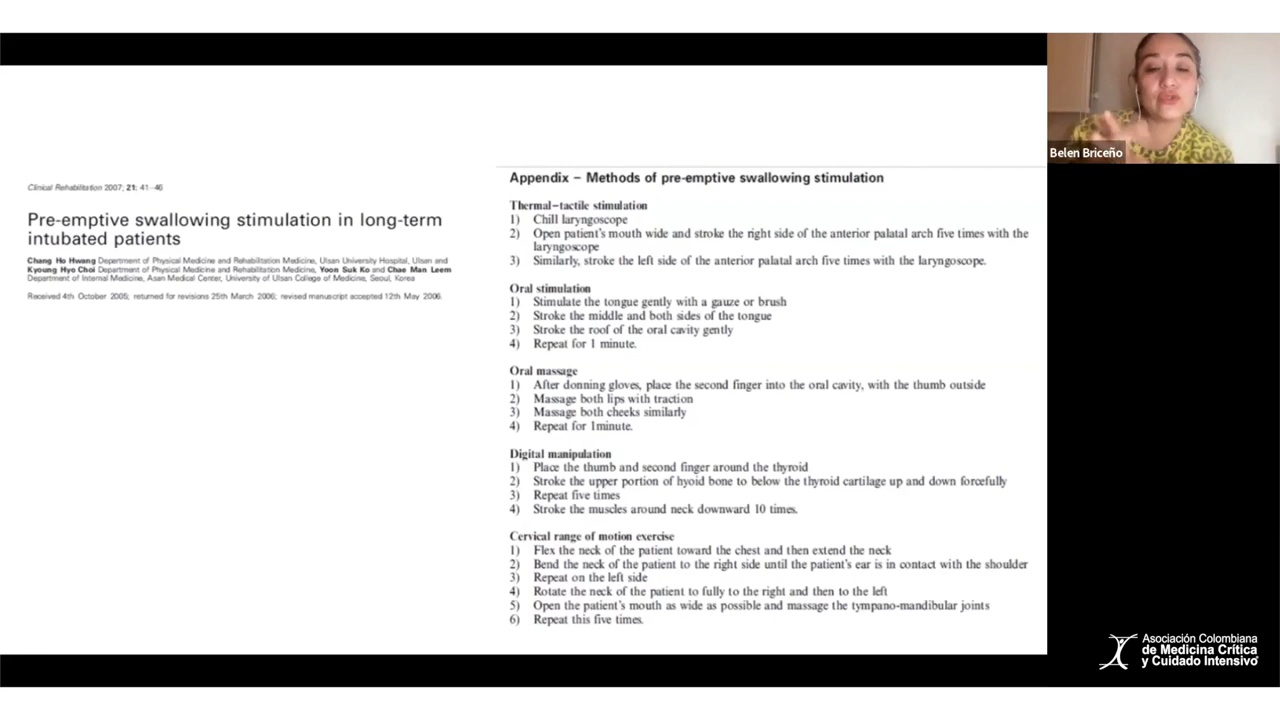 Clinical Rehabilitation 2007; 21: 41–46
Pre-emptive swallowing stimulation in long-term
intubated patients
Chang Ho Hwang Department of Physical Medicine and Rehabilitation Medicine, Ulsan University Hospital, Ulsan and
Kyoung Hyo Choi Department of Physical Medicine and Rehabilitation Medicine, Yoon Suk Ko and Chae Man Leem
Department of Internal Medicine, Asan Medical Center, University of Ulsan College of Medicine, Seoul, Korea
Received 4th October 2005; returned for revisions 25th March 2006; revised manuscript accepted 12th May 2006.
Appendix – Methods of pre-emptive swallowing stimulation
Thermal–tactile stimulation
1) Chill laryngoscope
2) Open patient's mouth wide and stroke the right side of the anterior palatal arch five times with the
laryngoscope
3) Similarly, stroke the left side of the anterior palatal arch five times with the laryngoscope.
Oral stimulation
1) Stimulate the tongue gently with a gauze or brush
2) Stroke the middle and both sides of the tongue
3) Stroke the roof of the oral cavity gently
4) Repeat for 1 minute.
Oral massage
1) After donning gloves, place the second finger into the oral cavity, with the thumb outside
2) Massage both lips with traction
3) Massage both cheeks similarly
4) Repeat for 1minute.
Digital manipulation
1) Place the thumb and second finger around the thyroid
2) Stroke the upper portion of hyoid bone to below the thyroid cartilage up and down forcefully
3) Repeat five times
4) Stroke the muscles around neck downward 10 times.
Cervical range of motion exercise
1) Flex the neck of the patient toward the chest and then extend the neck
2) Bend the neck of the patient to the right side until the patient's ear is in contact with the shoulder
3) Repeat on the left side
4) Rotate the neck of the patient to fully to the right and then to the left
5) Open the patient's mouth as wide as possible and massage the tympano-mandibular joints
6) Repeat this five times.
Belen Briceño
Asociación Colombiana
de Medicina Crítica
y Cuidado Intensivo